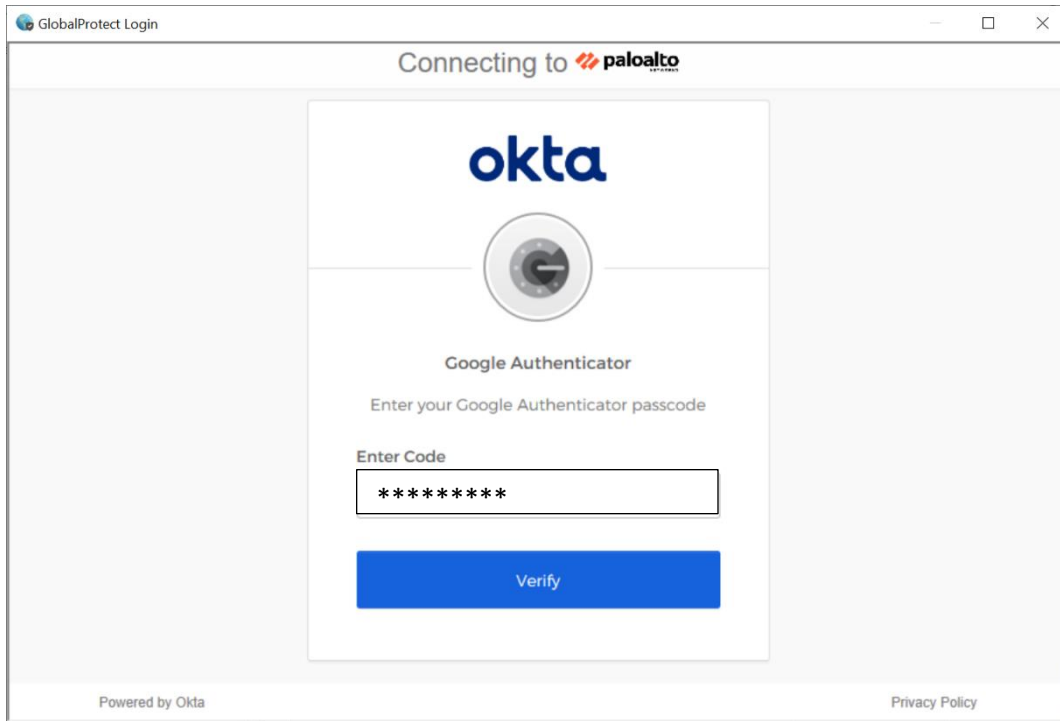 GlobalProtect Login
Connecting to paloalto
okta
Google Authenticator
Enter your Google Authenticator passcode
Enter Code
*********
Verify
Powered by Okta
Privacy Policy